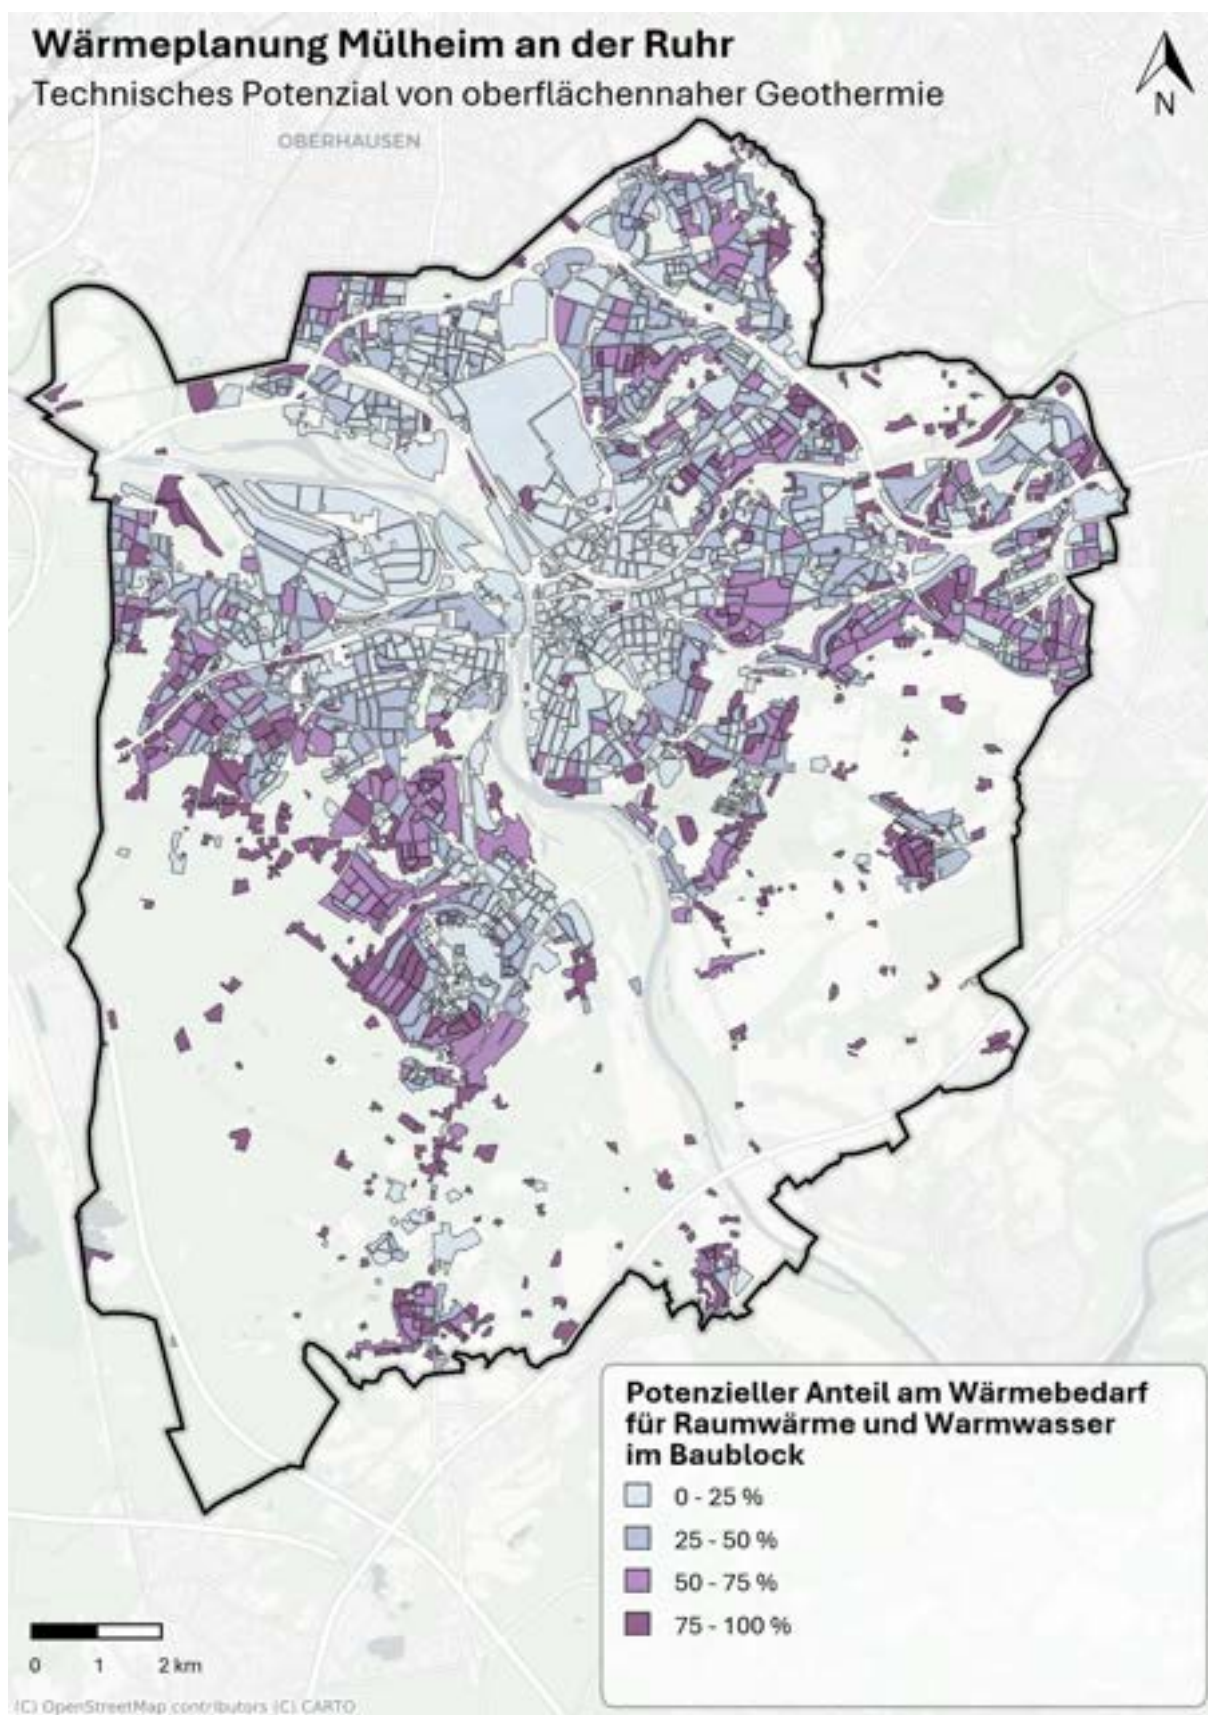 Wärmeplanung Mülheim an der Ruhr
Technisches Potenzial von oberflächennaher Geothermie
N
OBERHAUSEN
Potenzieller Anteil am Wärmebedarf
für Raumwärme und Warmwasser
im Baublock
0 - 25 %
25 - 50 %
50 - 75 %
75 - 100 %
0 1 2 km
(C) OpenStreetMap contributors (C) CARTO